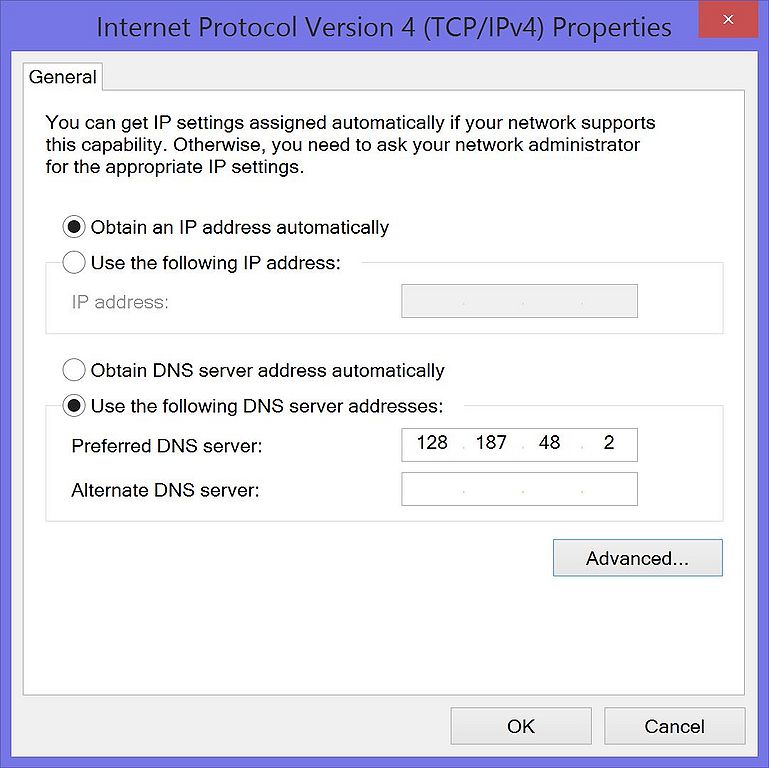 Internet Protocol Version 4 (TCP/IPv4) Properties
General
You can get IP settings assigned automatically if your network supports
this capability. Otherwise, you need to ask your network administrator
for the appropriate IP settings.
Obtain an IP address automatically
Use the following IP address:
IP address:
Obtain DNS server address automatically
Use the following DNS server addresses:
Preferred DNS server: 128 . 187 . 48 . 2
Alternate DNS server: . . .
Advanced...
OK Cancel